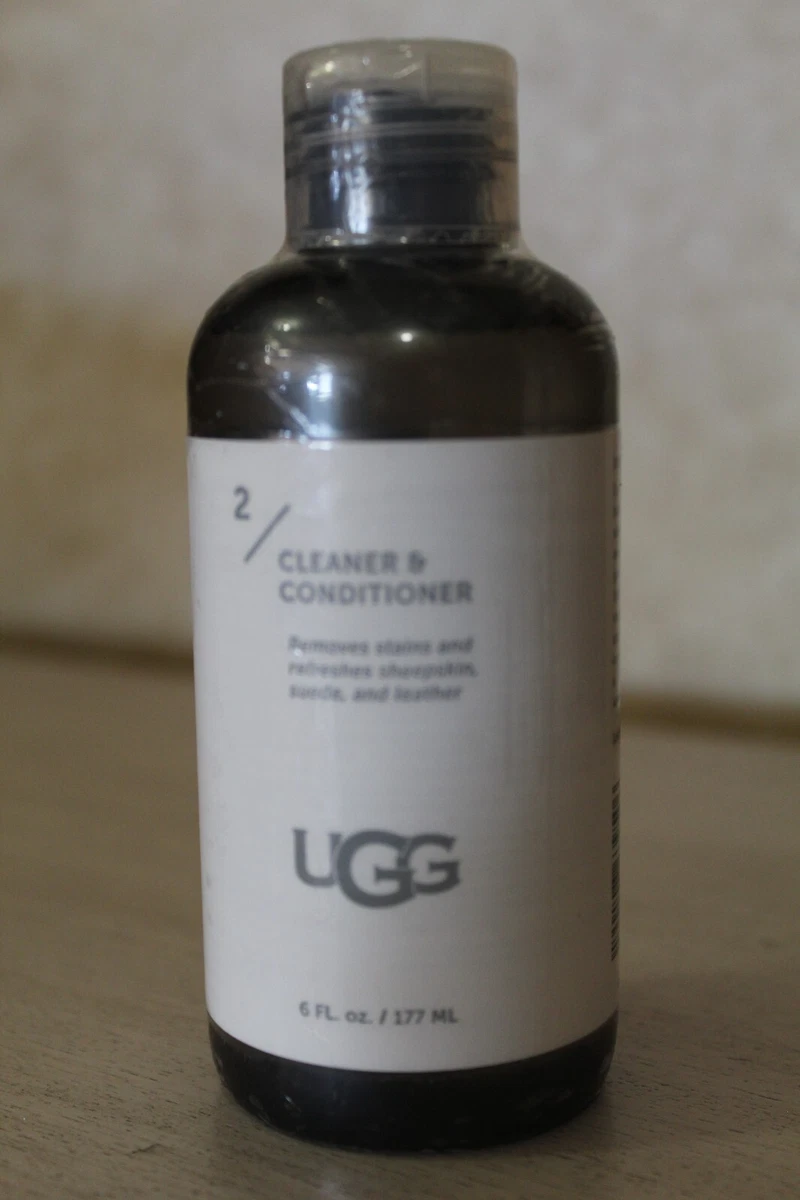 2/
CLEANER &
CONDITIONER
Removes stains and
refreshes sheepskin,
suede, and leather
UGG
6 FL. oz. / 177 ML